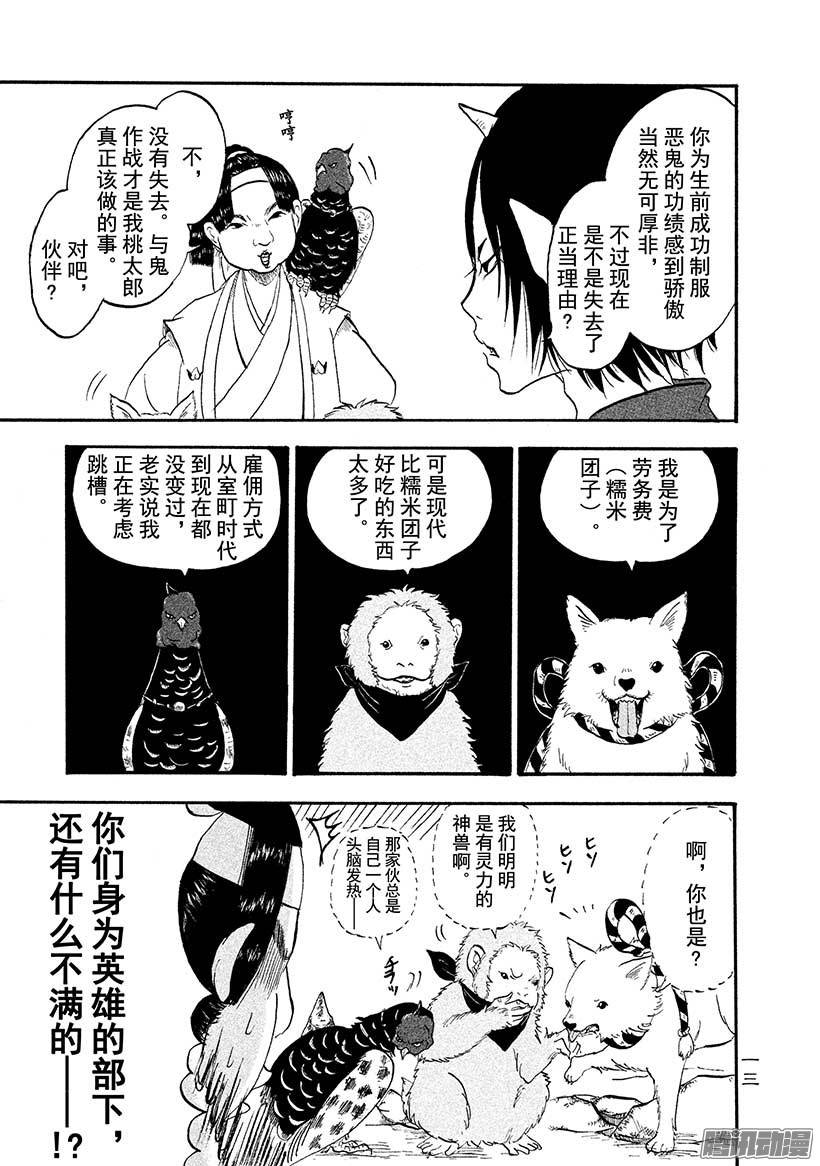 你为生前成功制服
恶鬼的功绩感到骄傲
当然无可厚非，
不过现在
是不是失去了
正当理由？
哼
哼
不，
没有失去。与鬼
作战才是我桃太郎
真正该做的事。
对吧，
伙伴？
我是为了
劳务费
（糯米
团子）。
可是现代
比糯米团子
好吃的东西
太多了。
雇佣方式
从室町时代
到现在都
没变过，
老实说我
正在考虑
跳槽。
啊，你也是？
ヒソ
ヒソ
ヒソ
我们明明
是有灵力的
神兽啊。
那家伙总是
自己一个人
头脑发热——
キッ
你们身为英雄的部下，
还有什么不满的——!?
一三
腾讯动漫